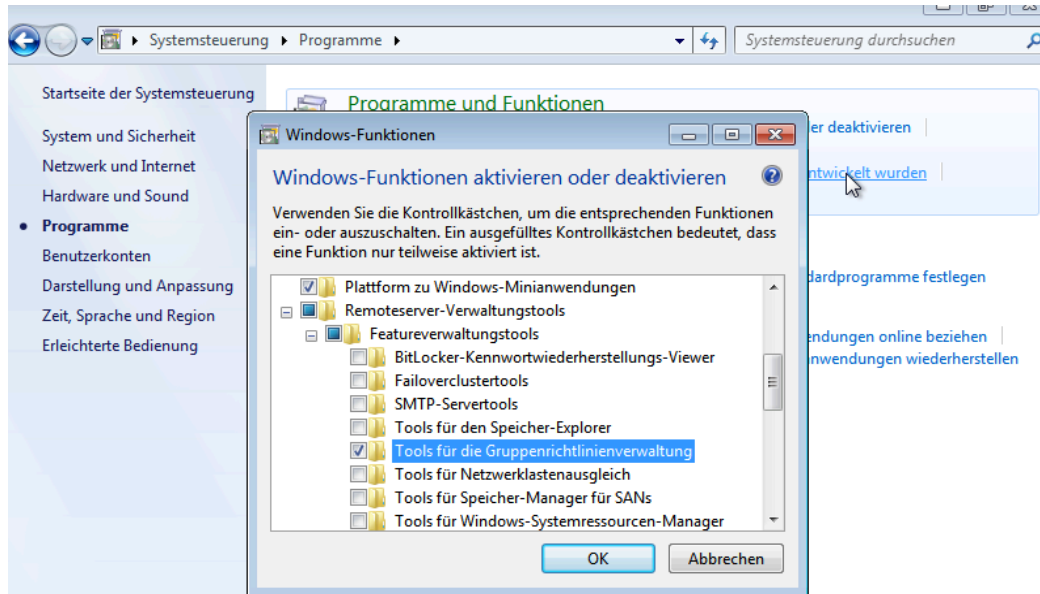 Systemsteuerung ▸ Programme ▸
Systemsteuerung durchsuchen
Startseite der Systemsteuerung
System und Sicherheit
Netzwerk und Internet
Hardware und Sound
Programme
Benutzerkonten
Darstellung und Anpassung
Zeit, Sprache und Region
Erleichterte Bedienung
Programme und Funktionen
deaktivieren
wurden
festlegen
online beziehen
wiederherstellen
Windows-Funktionen
Windows-Funktionen aktivieren oder deaktivieren
Verwenden Sie die Kontrollkästchen, um die entsprechenden Funktionen
ein- oder auszuschalten. Ein ausgefülltes Kontrollkästchen bedeutet, dass
eine Funktion nur teilweise aktiviert ist.
Plattform zu Windows-Minianwendungen
Remoteserver-Verwaltungstools
Featureverwaltungstools
BitLocker-Kennwortwiederherstellungs-Viewer
Failoverclustertools
SMTP-Servertools
Tools für den Speicher-Explorer
Tools für die Gruppenrichtlinienverwaltung
Tools für Netzwerklastenausgleich
Tools für Speicher-Manager für SANs
Tools für Windows-Systemressourcen-Manager
OK
Abbrechen